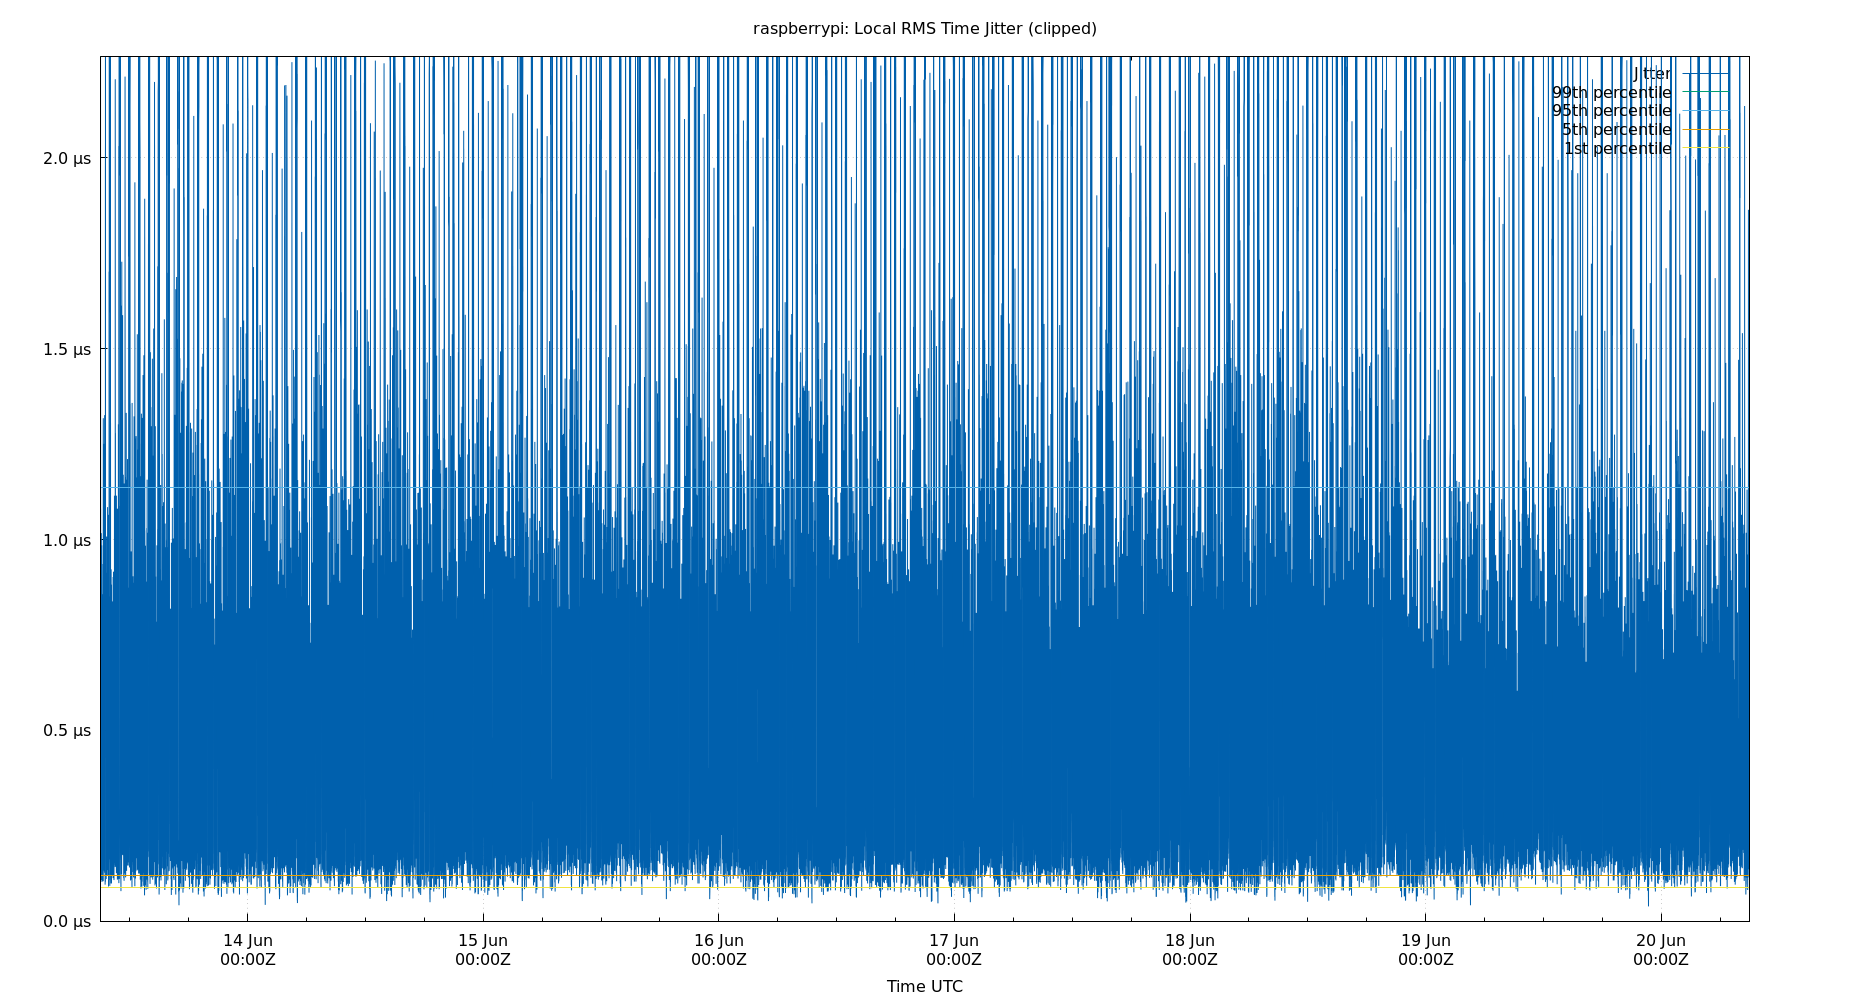 raspberrypi: Local RMS Time Jitter (clipped)
Jitter
99th percentile
95th percentile
5th percentile
1st percentile
2.0 μs
1.5 μs
1.0 μs
0.5 μs
0.0 μs
14 Jun
00:00Z
15 Jun
00:00Z
16 Jun
00:00Z
17 Jun
00:00Z
18 Jun
00:00Z
19 Jun
00:00Z
20 Jun
00:00Z
Time UTC